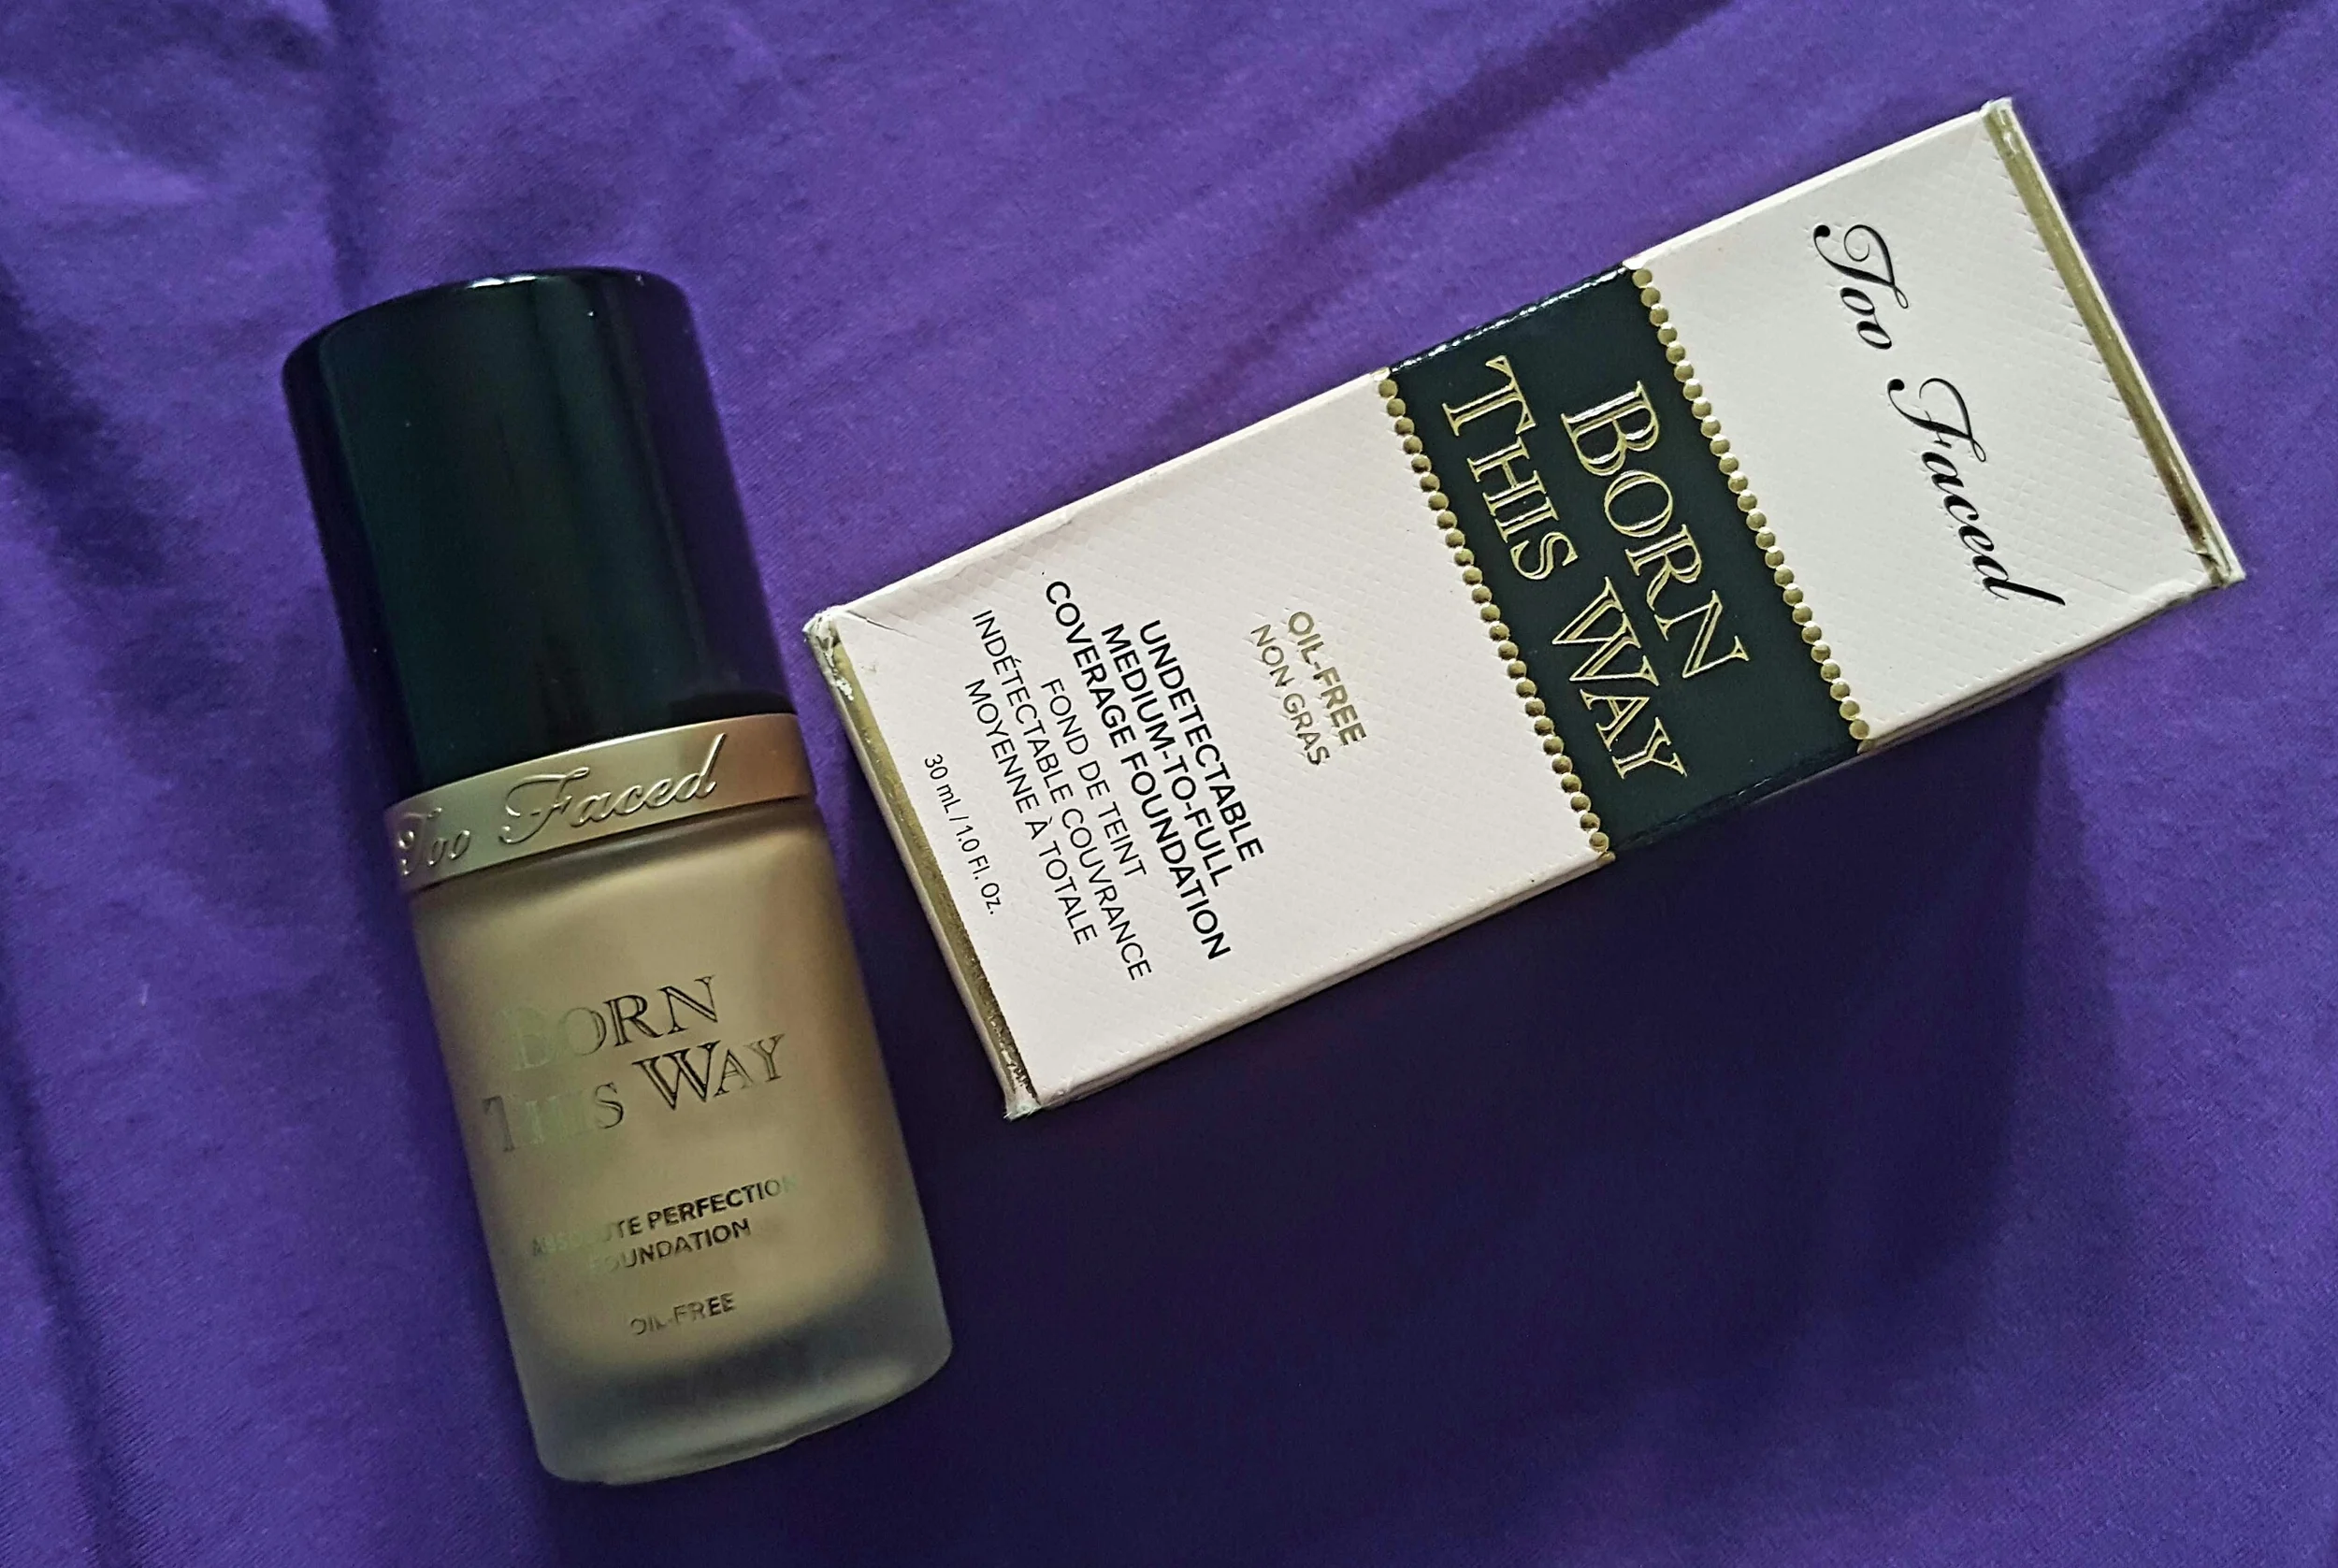 Too Faced
BORN
THIS WAY
ABSOLUTE PERFECTION
FOUNDATION
OIL-FREE
Too Faced
BORN
THIS WAY
OIL-FREE
NON GRAS
UNDETECTABLE
MEDIUM-TO-FULL
COVERAGE FOUNDATION
FOND DE TEINT
INDÉTECTABLE COUVRANCE
MOYENNE À TOTALE
30 mL / 1.0 Fl. Oz.